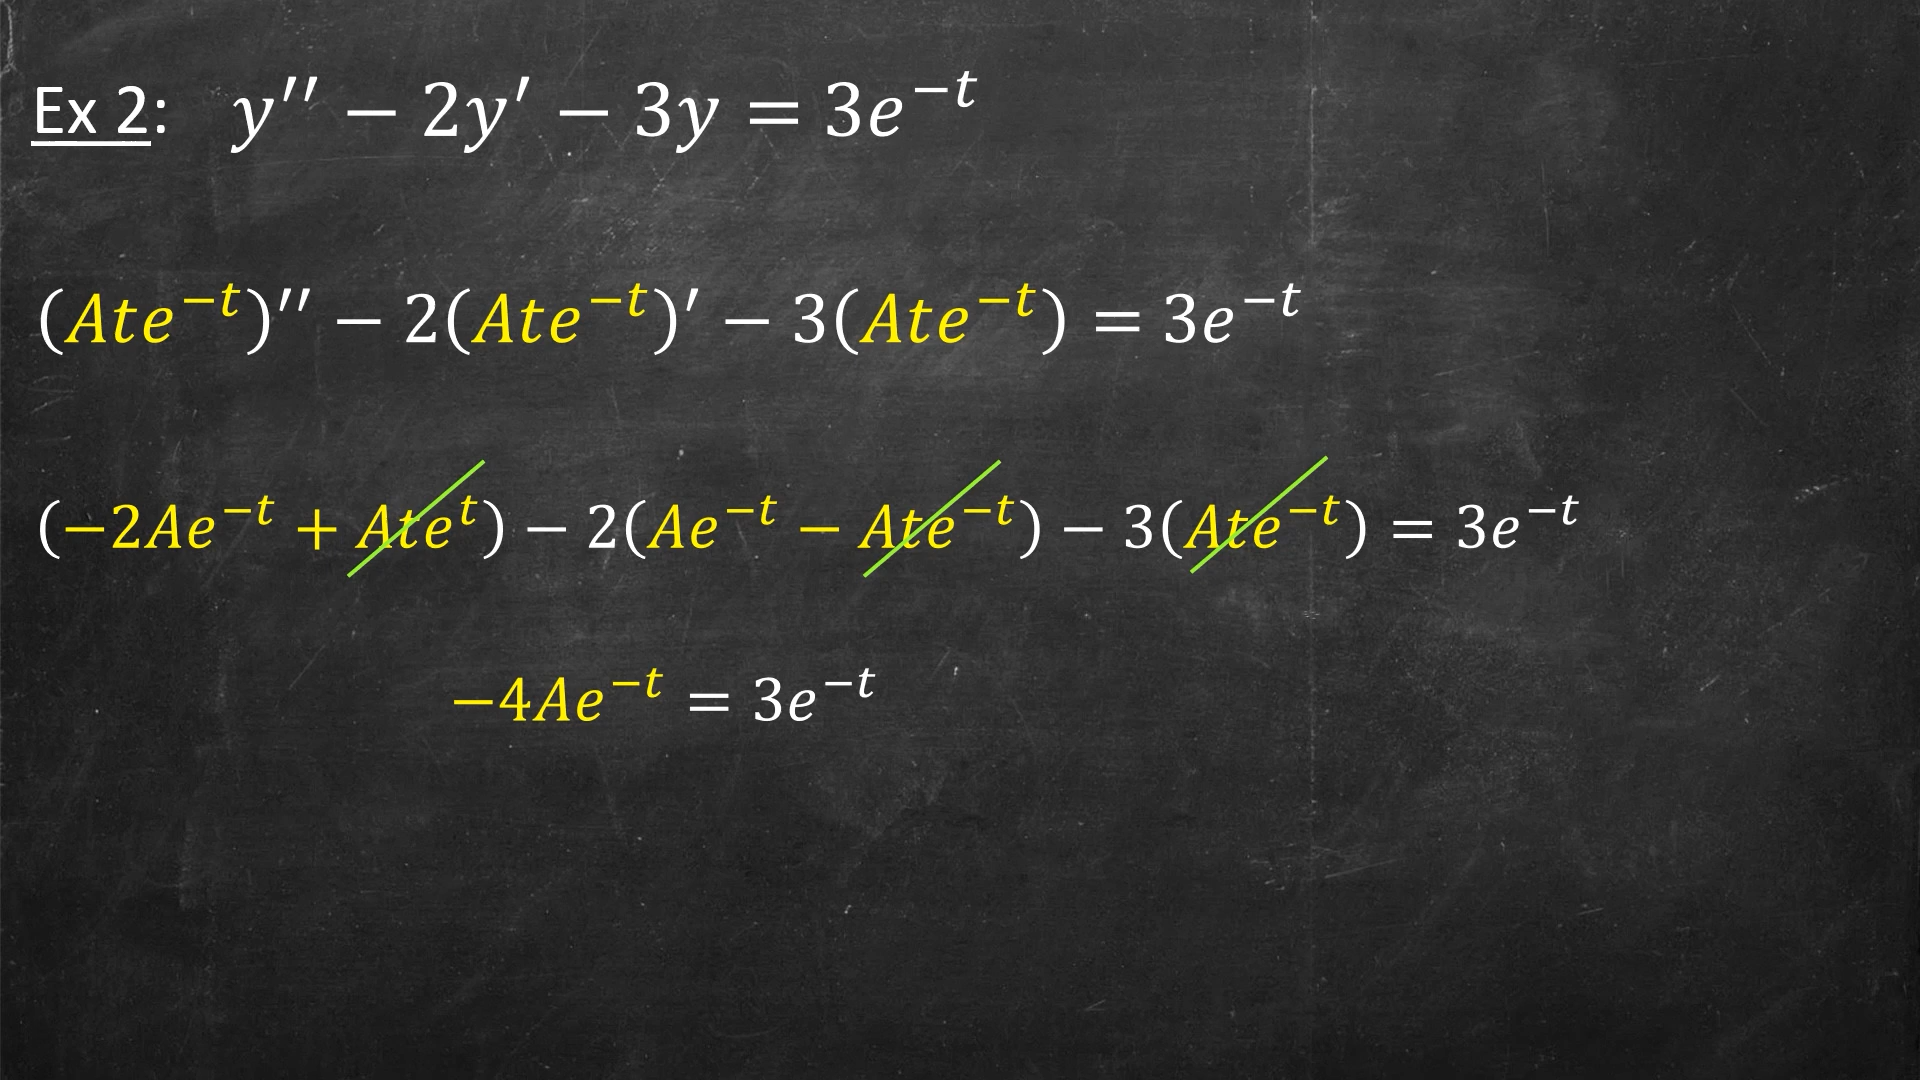 Ex 2: y′′ − 2y′ − 3y = 3e^{−t}
(Ate^{−t})′′ − 2(Ate^{−t})′ − 3(Ate^{−t}) = 3e^{−t}
(−2Ae^{−t} + Ate^{t}) − 2(Ae^{−t} − Ate^{−t}) − 3(Ate^{−t}) = 3e^{−t}
−4Ae^{−t} = 3e^{−t}